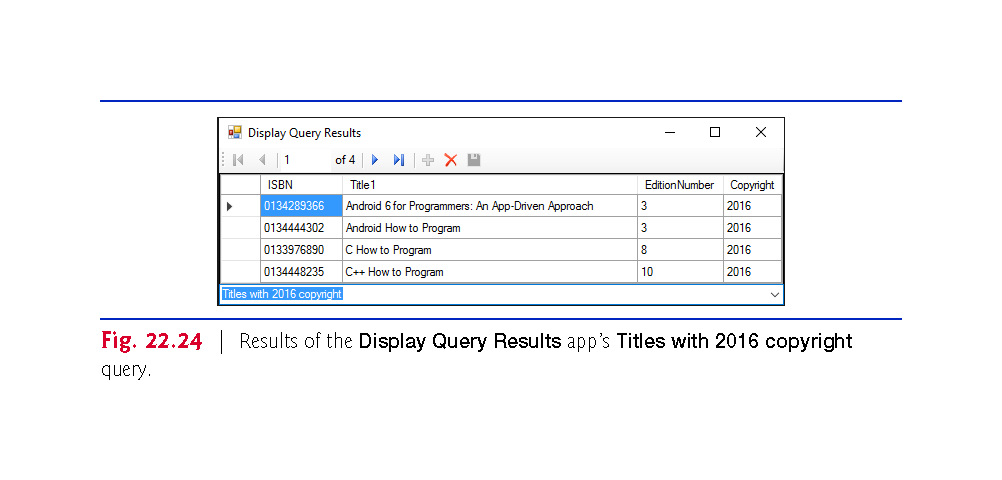 Display Query Results
1 of 4
ISBN Title1 EditionNumber Copyright
0134289366 Android 6 for Programmers: An App-Driven Approach 3 2016
0134444302 Android How to Program 3 2016
0133976890 C How to Program 8 2016
0134448235 C++ How to Program 10 2016
Titles with 2016 copyright
Fig. 22.24 | Results of the Display Query Results app's Titles with 2016 copyright
query.